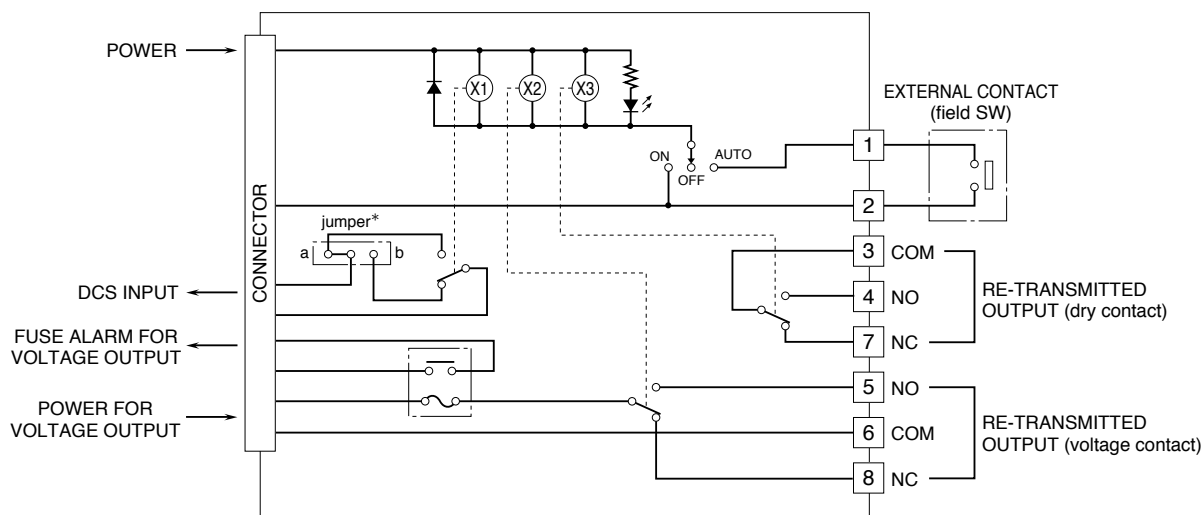 POWER
CONNECTOR
X1
X2
X3
EXTERNAL CONTACT
(field SW)
ON
OFF
AUTO
1
2
jumper*
a
b
3 COM
4 NO
7 NC
RE-TRANSMITTED
OUTPUT (dry contact)
DCS INPUT
FUSE ALARM FOR
VOLTAGE OUTPUT
POWER FOR
VOLTAGE OUTPUT
5 NO
6 COM
8 NC
RE-TRANSMITTED
OUTPUT (voltage contact)